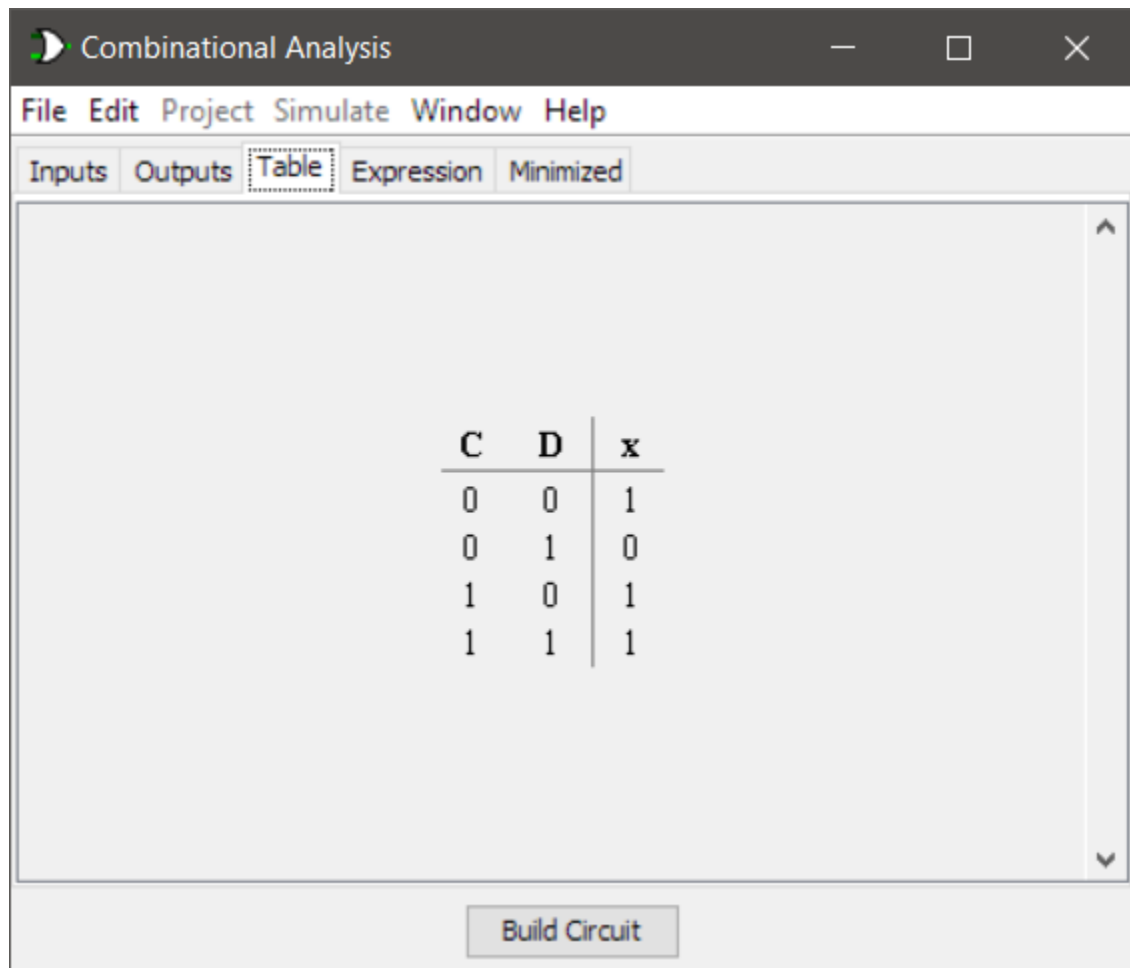 Combinational Analysis
File Edit Project Simulate Window Help
Inputs Outputs Table Expression Minimized
C D x
0 0 1
0 1 0
1 0 1
1 1 1
Build Circuit